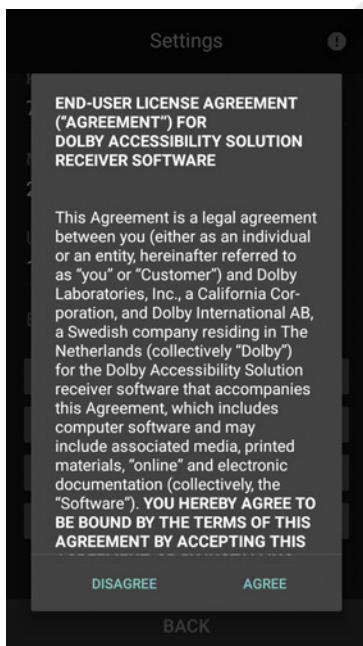 Settings
END-USER LICENSE AGREEMENT
("AGREEMENT") FOR
DOLBY ACCESSIBILITY SOLUTION
RECEIVER SOFTWARE
This Agreement is a legal agreement
between you (either as an individual
or an entity, hereinafter referred to
as “you” or “Customer”) and Dolby
Laboratories, Inc., a California Cor-
poration, and Dolby International AB,
a Swedish company residing in The
Netherlands (collectively “Dolby”)
for the Dolby Accessibility Solution
receiver software that accompanies
this Agreement, which includes
computer software and may
include associated media, printed
materials, “online” and electronic
documentation (collectively, the
“Software”). YOU HEREBY AGREE TO
BE BOUND BY THE TERMS OF THIS
AGREEMENT BY ACCEPTING THIS
DISAGREE AGREE
BACK